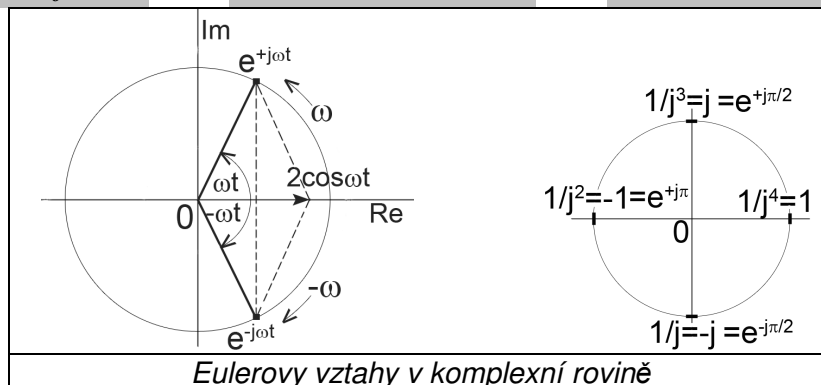 Im
e^{+jωt}
ω
ωt
2cosωt
0
-ωt
Re
-ω
e^{-jωt}
1/j³=j=e^{+jπ/2}
1/j²=-1=e^{+jπ}
1/j⁴=1
0
1/j=-j=e^{-jπ/2}
Eulerovy vztahy v komplexní rovině